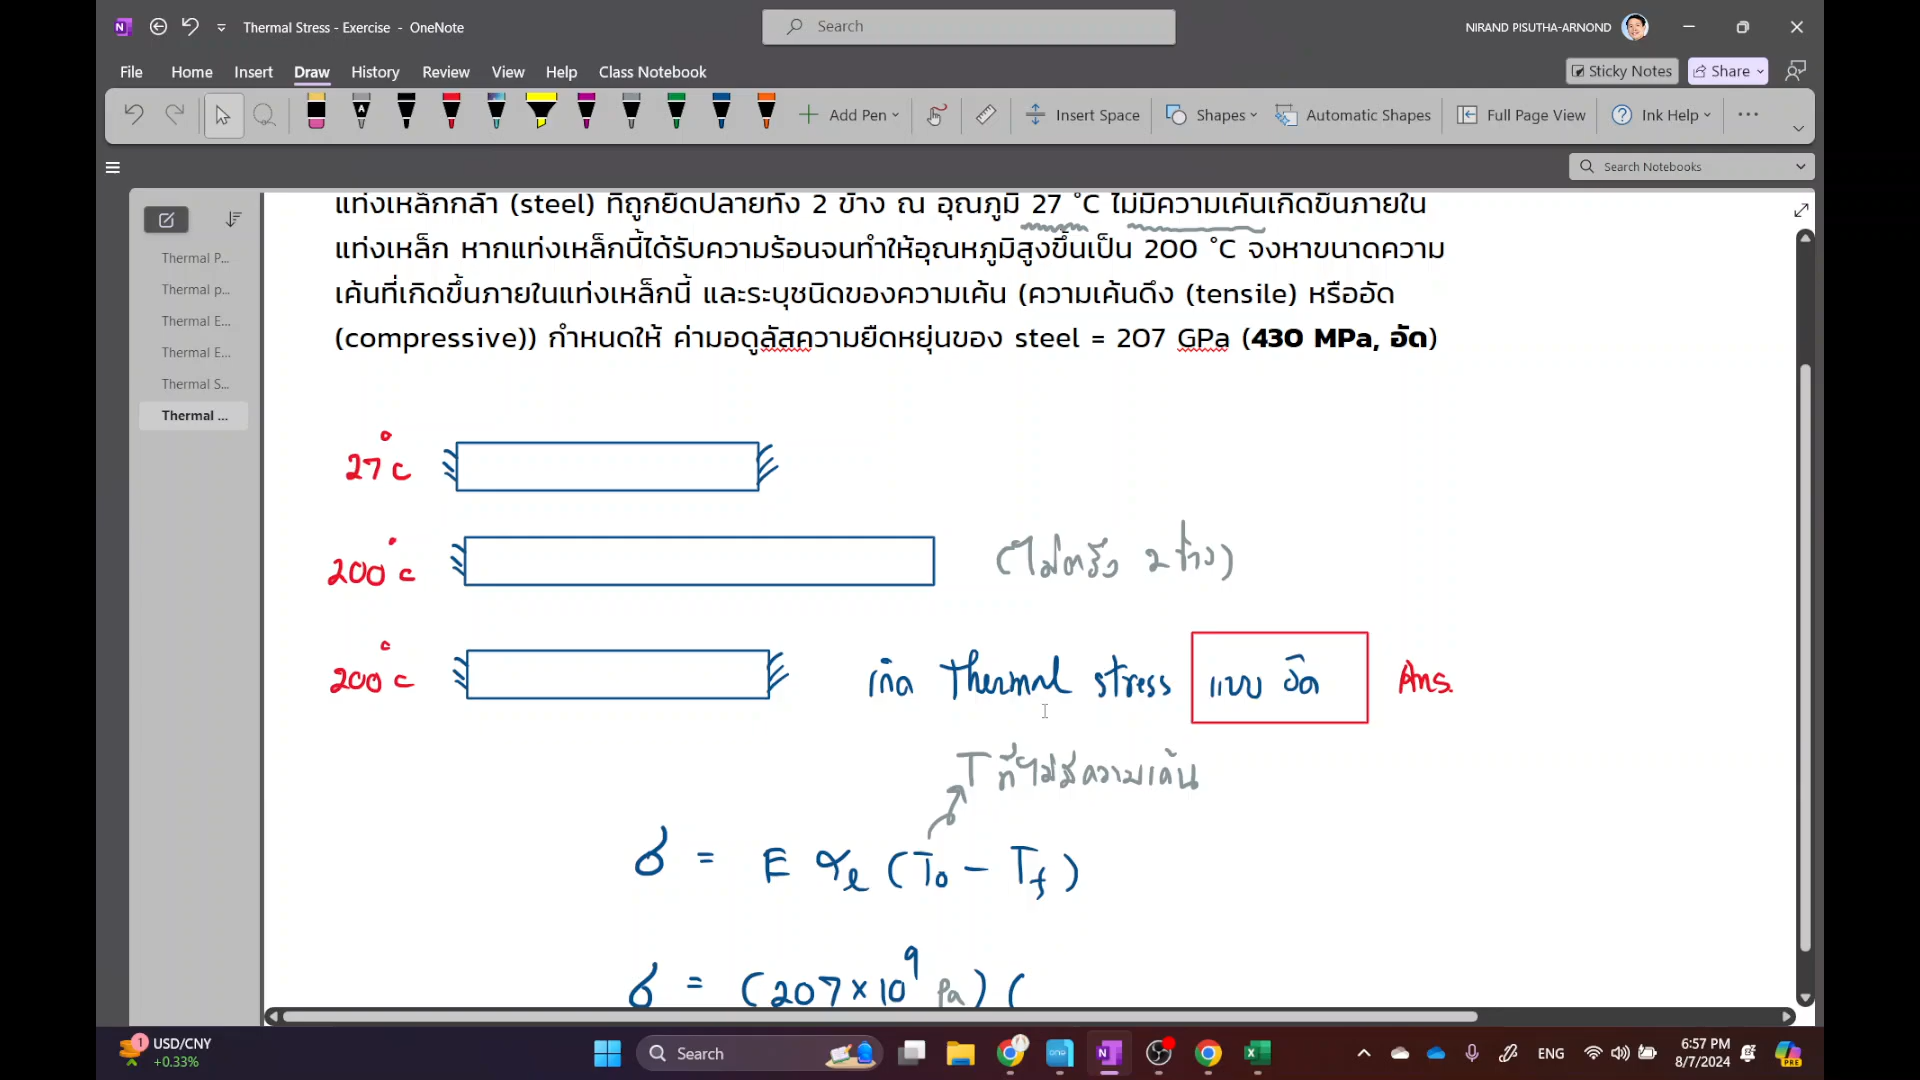 Thermal Stress - Exercise - OneNote
Search
NIRAND PISUTHA-ARNOND
File Home Insert Draw History Review View Help Class Notebook
Sticky Notes Share
Add Pen Insert Space Shapes Automatic Shapes Full Page View Ink Help
Search Notebooks
Thermal P...
Thermal p...
Thermal E...
Thermal E...
Thermal S...
Thermal ...
แท่งเหล็กกล้า (steel) ที่ถูกยึดปลายทั้ง 2 ข้าง ณ อุณภูมิ 27 °C ไม่มีความเค้นเกิดขึ้นภายใน
แท่งเหล็ก หากแท่งเหล็กนี้ได้รับความร้อนจนทำให้อุณหภูมิสูงขึ้นเป็น 200 °C จงหาขนาดความ
เค้นที่เกิดขึ้นภายในแท่งเหล็กนี้ และระบุชนิดของความเค้น (ความเค้นดึง (tensile) หรืออัด
(compressive)) กำหนดให้ ค่ามอดูลัสความยืดหยุ่นของ steel = 207 GPa (430 MPa, อัด)
27°C
200°C (ไม่ตรึง 2 ข้าง)
200°C เกิด Thermal stress แบบ อัด Ans.
T ที่ไม่มีความเค้น
σ = E αℓ (T₀ − Tf)
σ = (207×10⁹ Pa) (
USD/CNY
+0.33%
Search
ENG
6:57 PM
8/7/2024